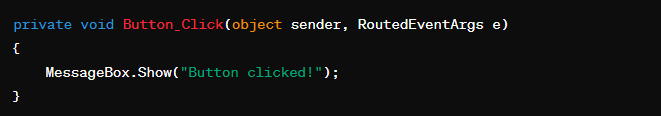 private void Button_Click(object sender, RoutedEventArgs e)
{
    MessageBox.Show("Button clicked!");
}